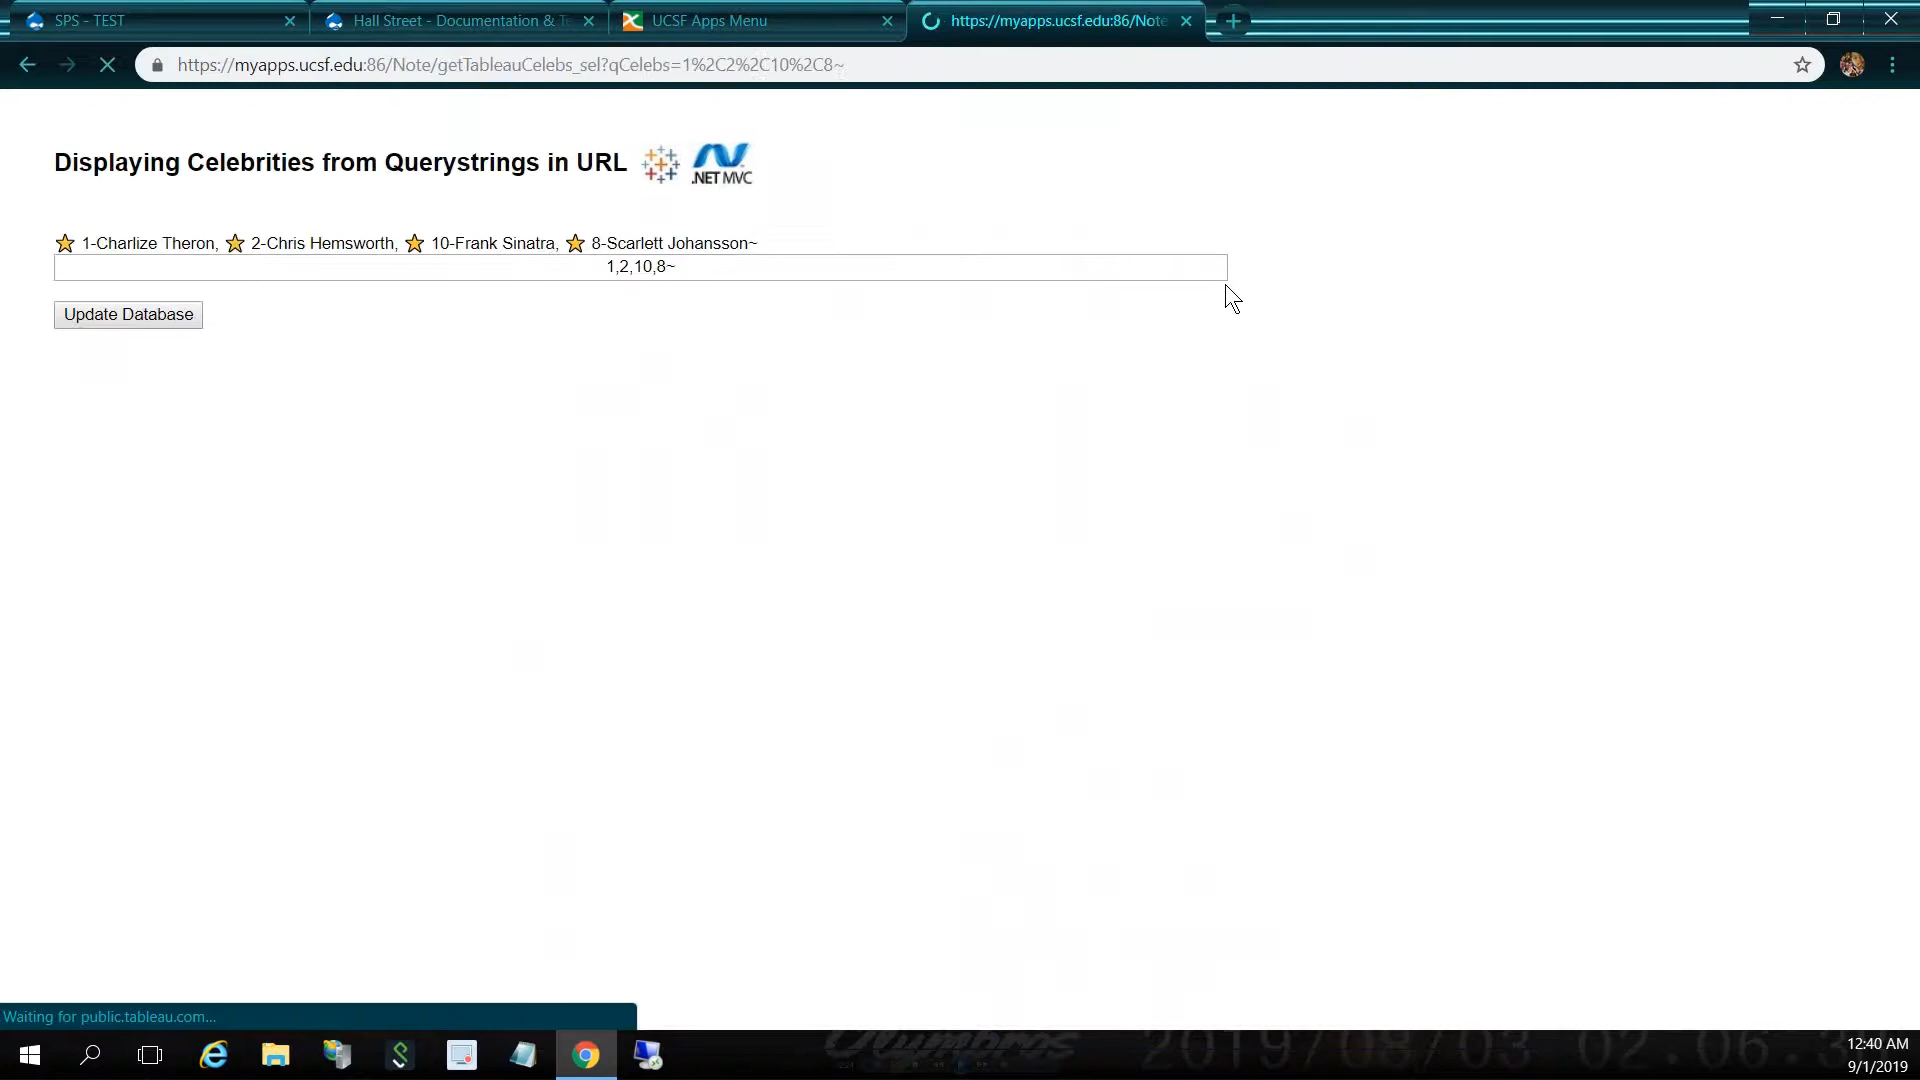 SPS - TEST
Hall Street - Documentation & Te
UCSF Apps Menu
https://myapps.ucsf.edu:86/Note
https://myapps.ucsf.edu:86/Note/getTableauCelebs_sel?qCelebs=1%2C2%2C10%2C8~
Displaying Celebrities from Querystrings in URL
.NET MVC
1-Charlize Theron, 2-Chris Hemsworth, 10-Frank Sinatra, 8-Scarlett Johansson~
1,2,10,8~
Update Database
Waiting for public.tableau.com...
12:40 AM
9/1/2019